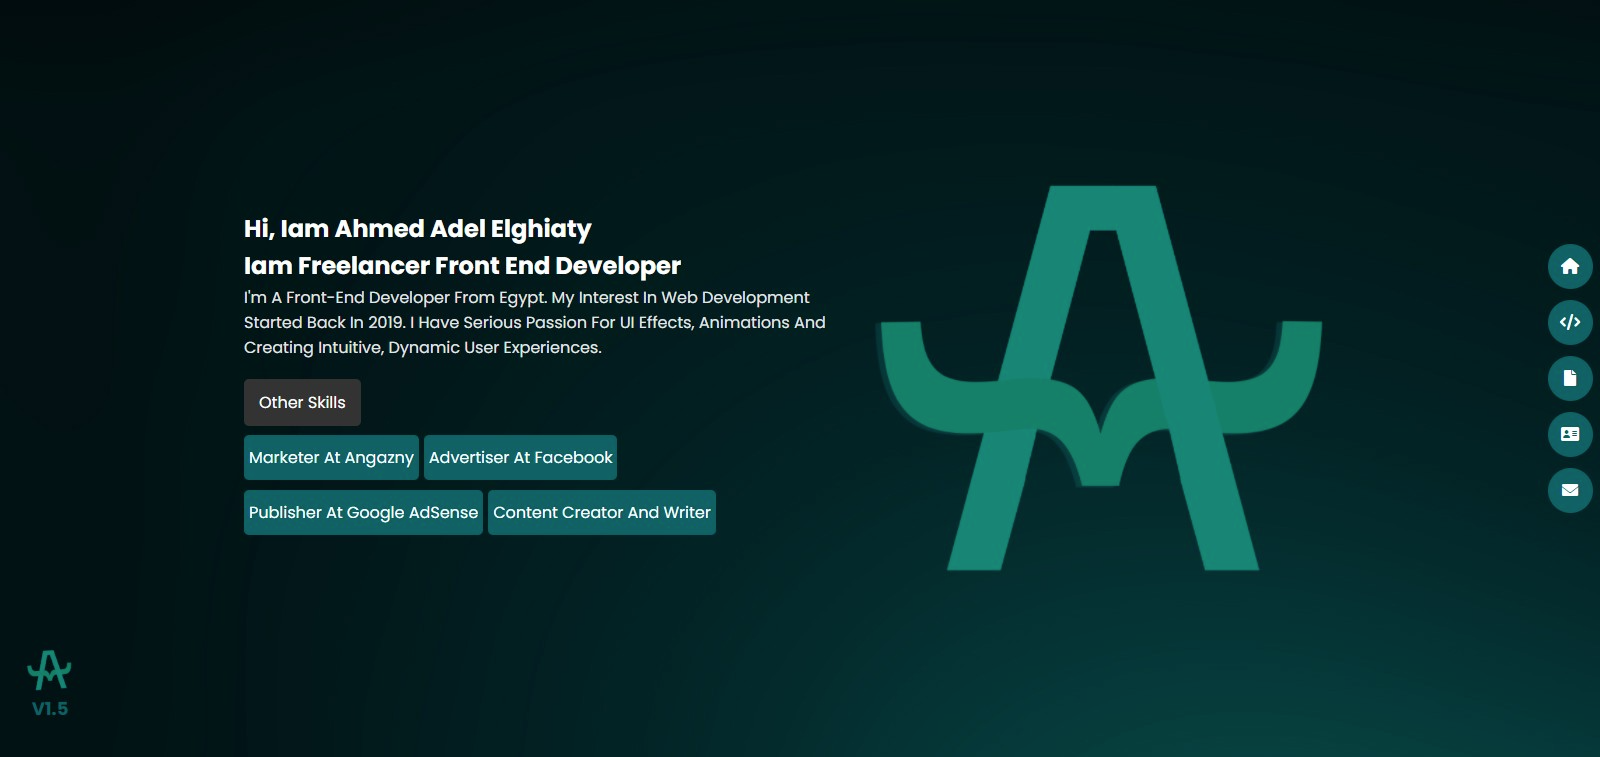 Hi, Iam Ahmed Adel Elghiaty
Iam Freelancer Front End Developer
I'm A Front-End Developer From Egypt. My Interest In Web Development
Started Back In 2019. I Have Serious Passion For UI Effects, Animations And
Creating Intuitive, Dynamic User Experiences.
Other Skills
Marketer At Angazny
Advertiser At Facebook
Publisher At Google AdSense
Content Creator And Writer
V1.5